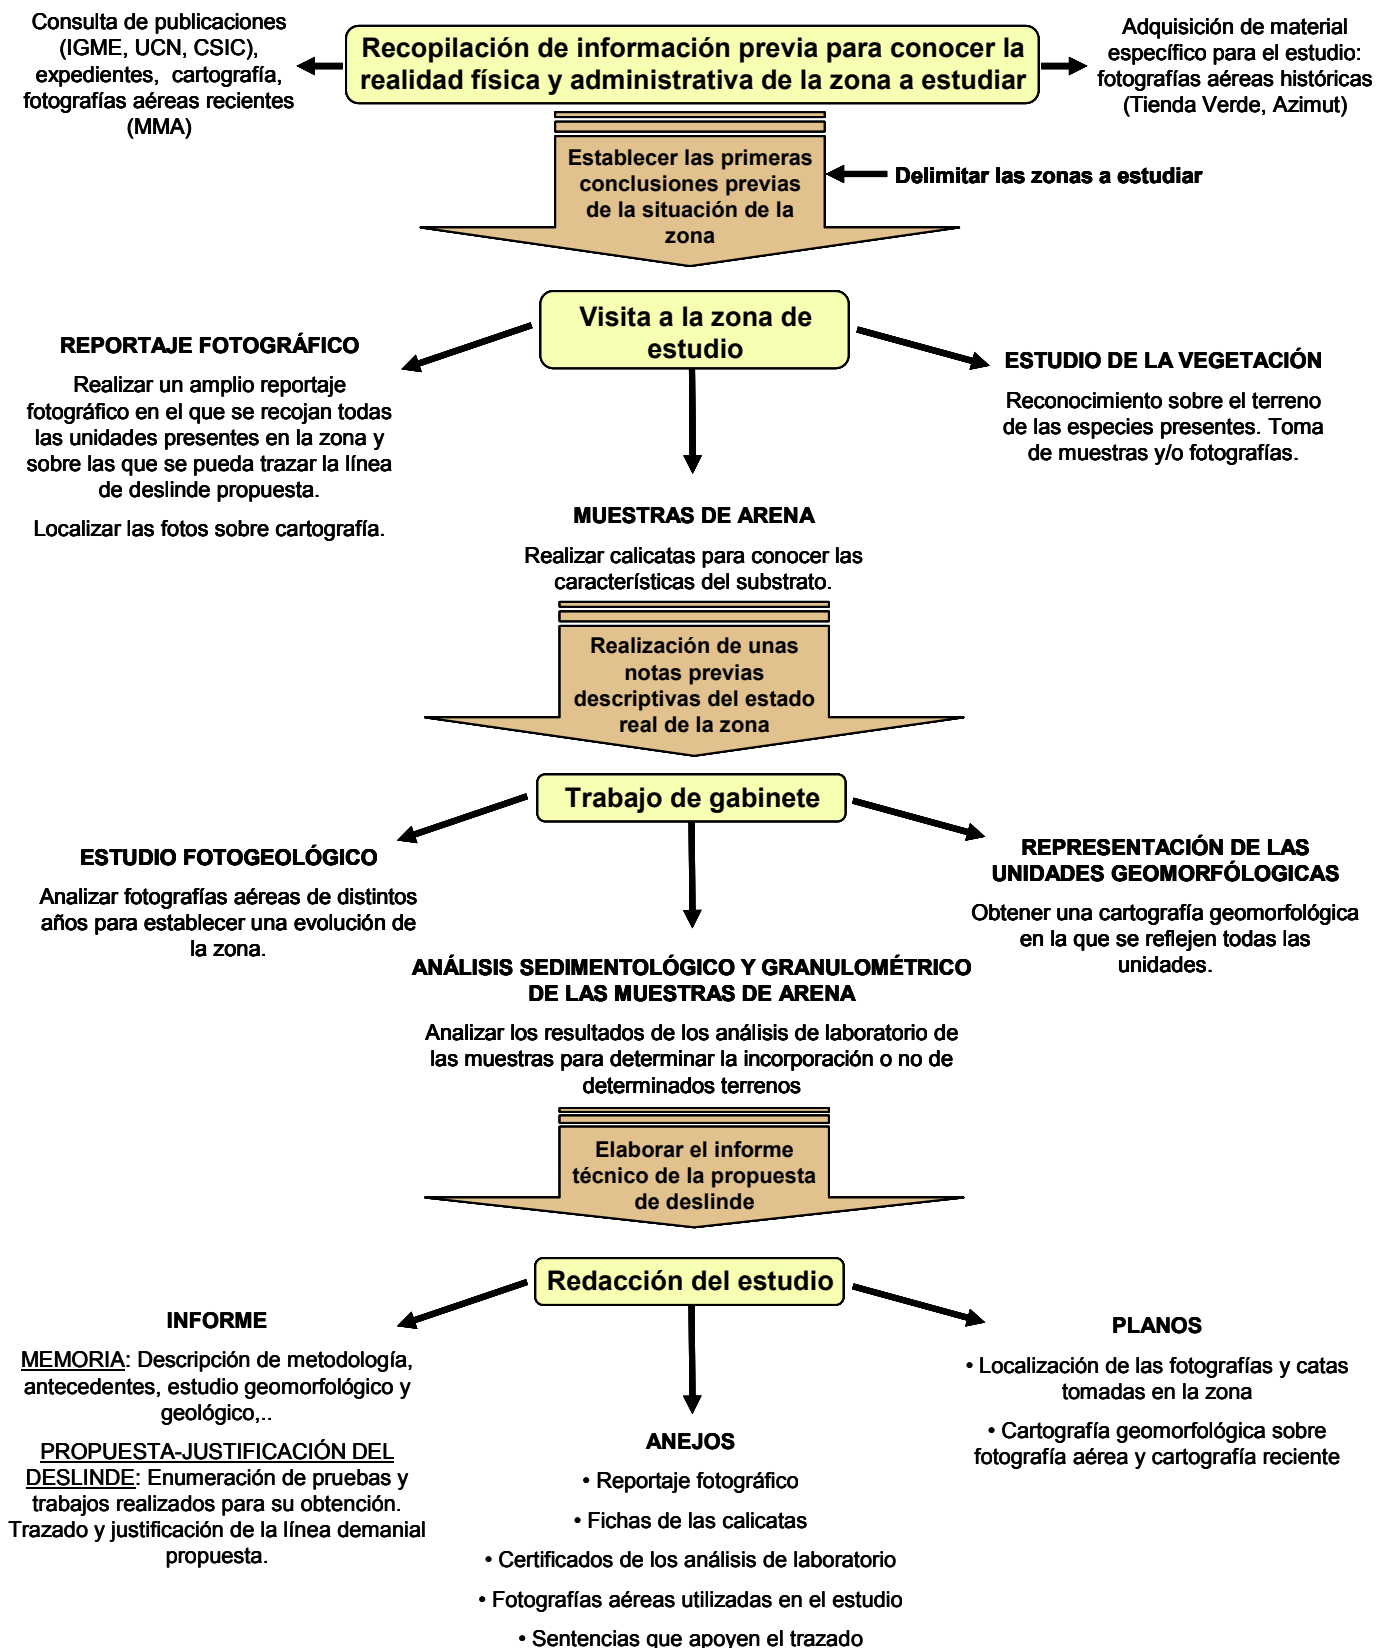 Consulta de publicaciones
(IGME, UCN, CSIC),
expedientes, cartografía,
fotografías aéreas recientes
(MMA)
Recopilación de información previa para conocer la
realidad física y administrativa de la zona a estudiar
Adquisición de material
específico para el estudio:
fotografías aéreas históricas
(Tienda Verde, Azimut)
Establecer las primeras
conclusiones previas
de la situación de la
zona
Delimitar las zonas a estudiar
Visita a la zona de
estudio
REPORTAJE FOTOGRÁFICO
Realizar un amplio reportaje
fotográfico en el que se recojan todas
las unidades presentes en la zona y
sobre las que se pueda trazar la línea
de deslinde propuesta.
Localizar las fotos sobre cartografía.
ESTUDIO DE LA VEGETACIÓN
Reconocimiento sobre el terreno
de las especies presentes. Toma
de muestras y/o fotografías.
MUESTRAS DE ARENA
Realizar calicatas para conocer las
características del substrato.
Realización de unas
notas previas
descriptivas del estado
real de la zona
Trabajo de gabinete
ESTUDIO FOTOGEOLÓGICO
Analizar fotografías aéreas de distintos
años para establecer una evolución de
la zona.
REPRESENTACIÓN DE LAS
UNIDADES GEOMORFÓLOGICAS
Obtener una cartografía geomorfológica
en la que se reflejen todas las
unidades.
ANÁLISIS SEDIMENTOLÓGICO Y GRANULOMÉTRICO
DE LAS MUESTRAS DE ARENA
Analizar los resultados de los análisis de laboratorio de
las muestras para determinar la incorporación o no de
determinados terrenos
Elaborar el informe
técnico de la propuesta
de deslinde
Redacción del estudio
INFORME
MEMORIA: Descripción de metodología,
antecedentes, estudio geomorfológico y
geológico,..
PROPUESTA-JUSTIFICACIÓN DEL
DESLINDE: Enumeración de pruebas y
trabajos realizados para su obtención.
Trazado y justificación de la línea demanial
propuesta.
ANEJOS
• Reportaje fotográfico
• Fichas de las calicatas
• Certificados de los análisis de laboratorio
• Fotografías aéreas utilizadas en el estudio
• Sentencias que apoyen el trazado
PLANOS
• Localización de las fotografías y catas
tomadas en la zona
• Cartografía geomorfológica sobre
fotografía aérea y cartografía reciente